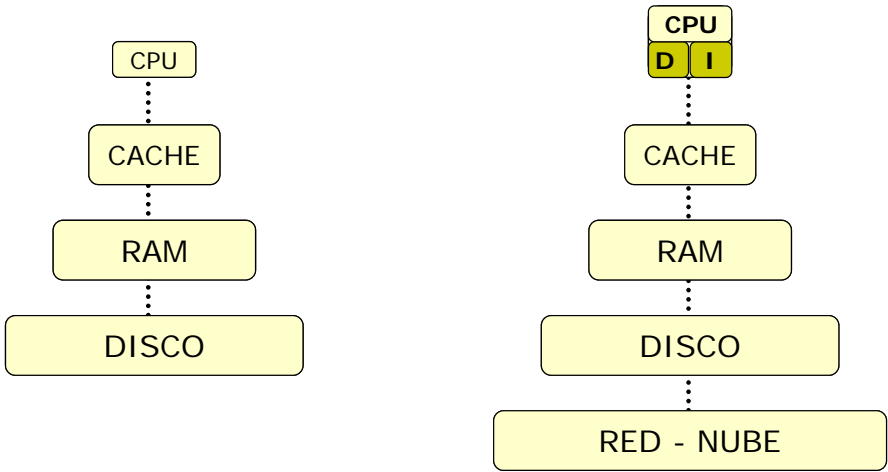 CPU
CACHE
RAM
DISCO
CPU
D I
CACHE
RAM
DISCO
RED - NUBE